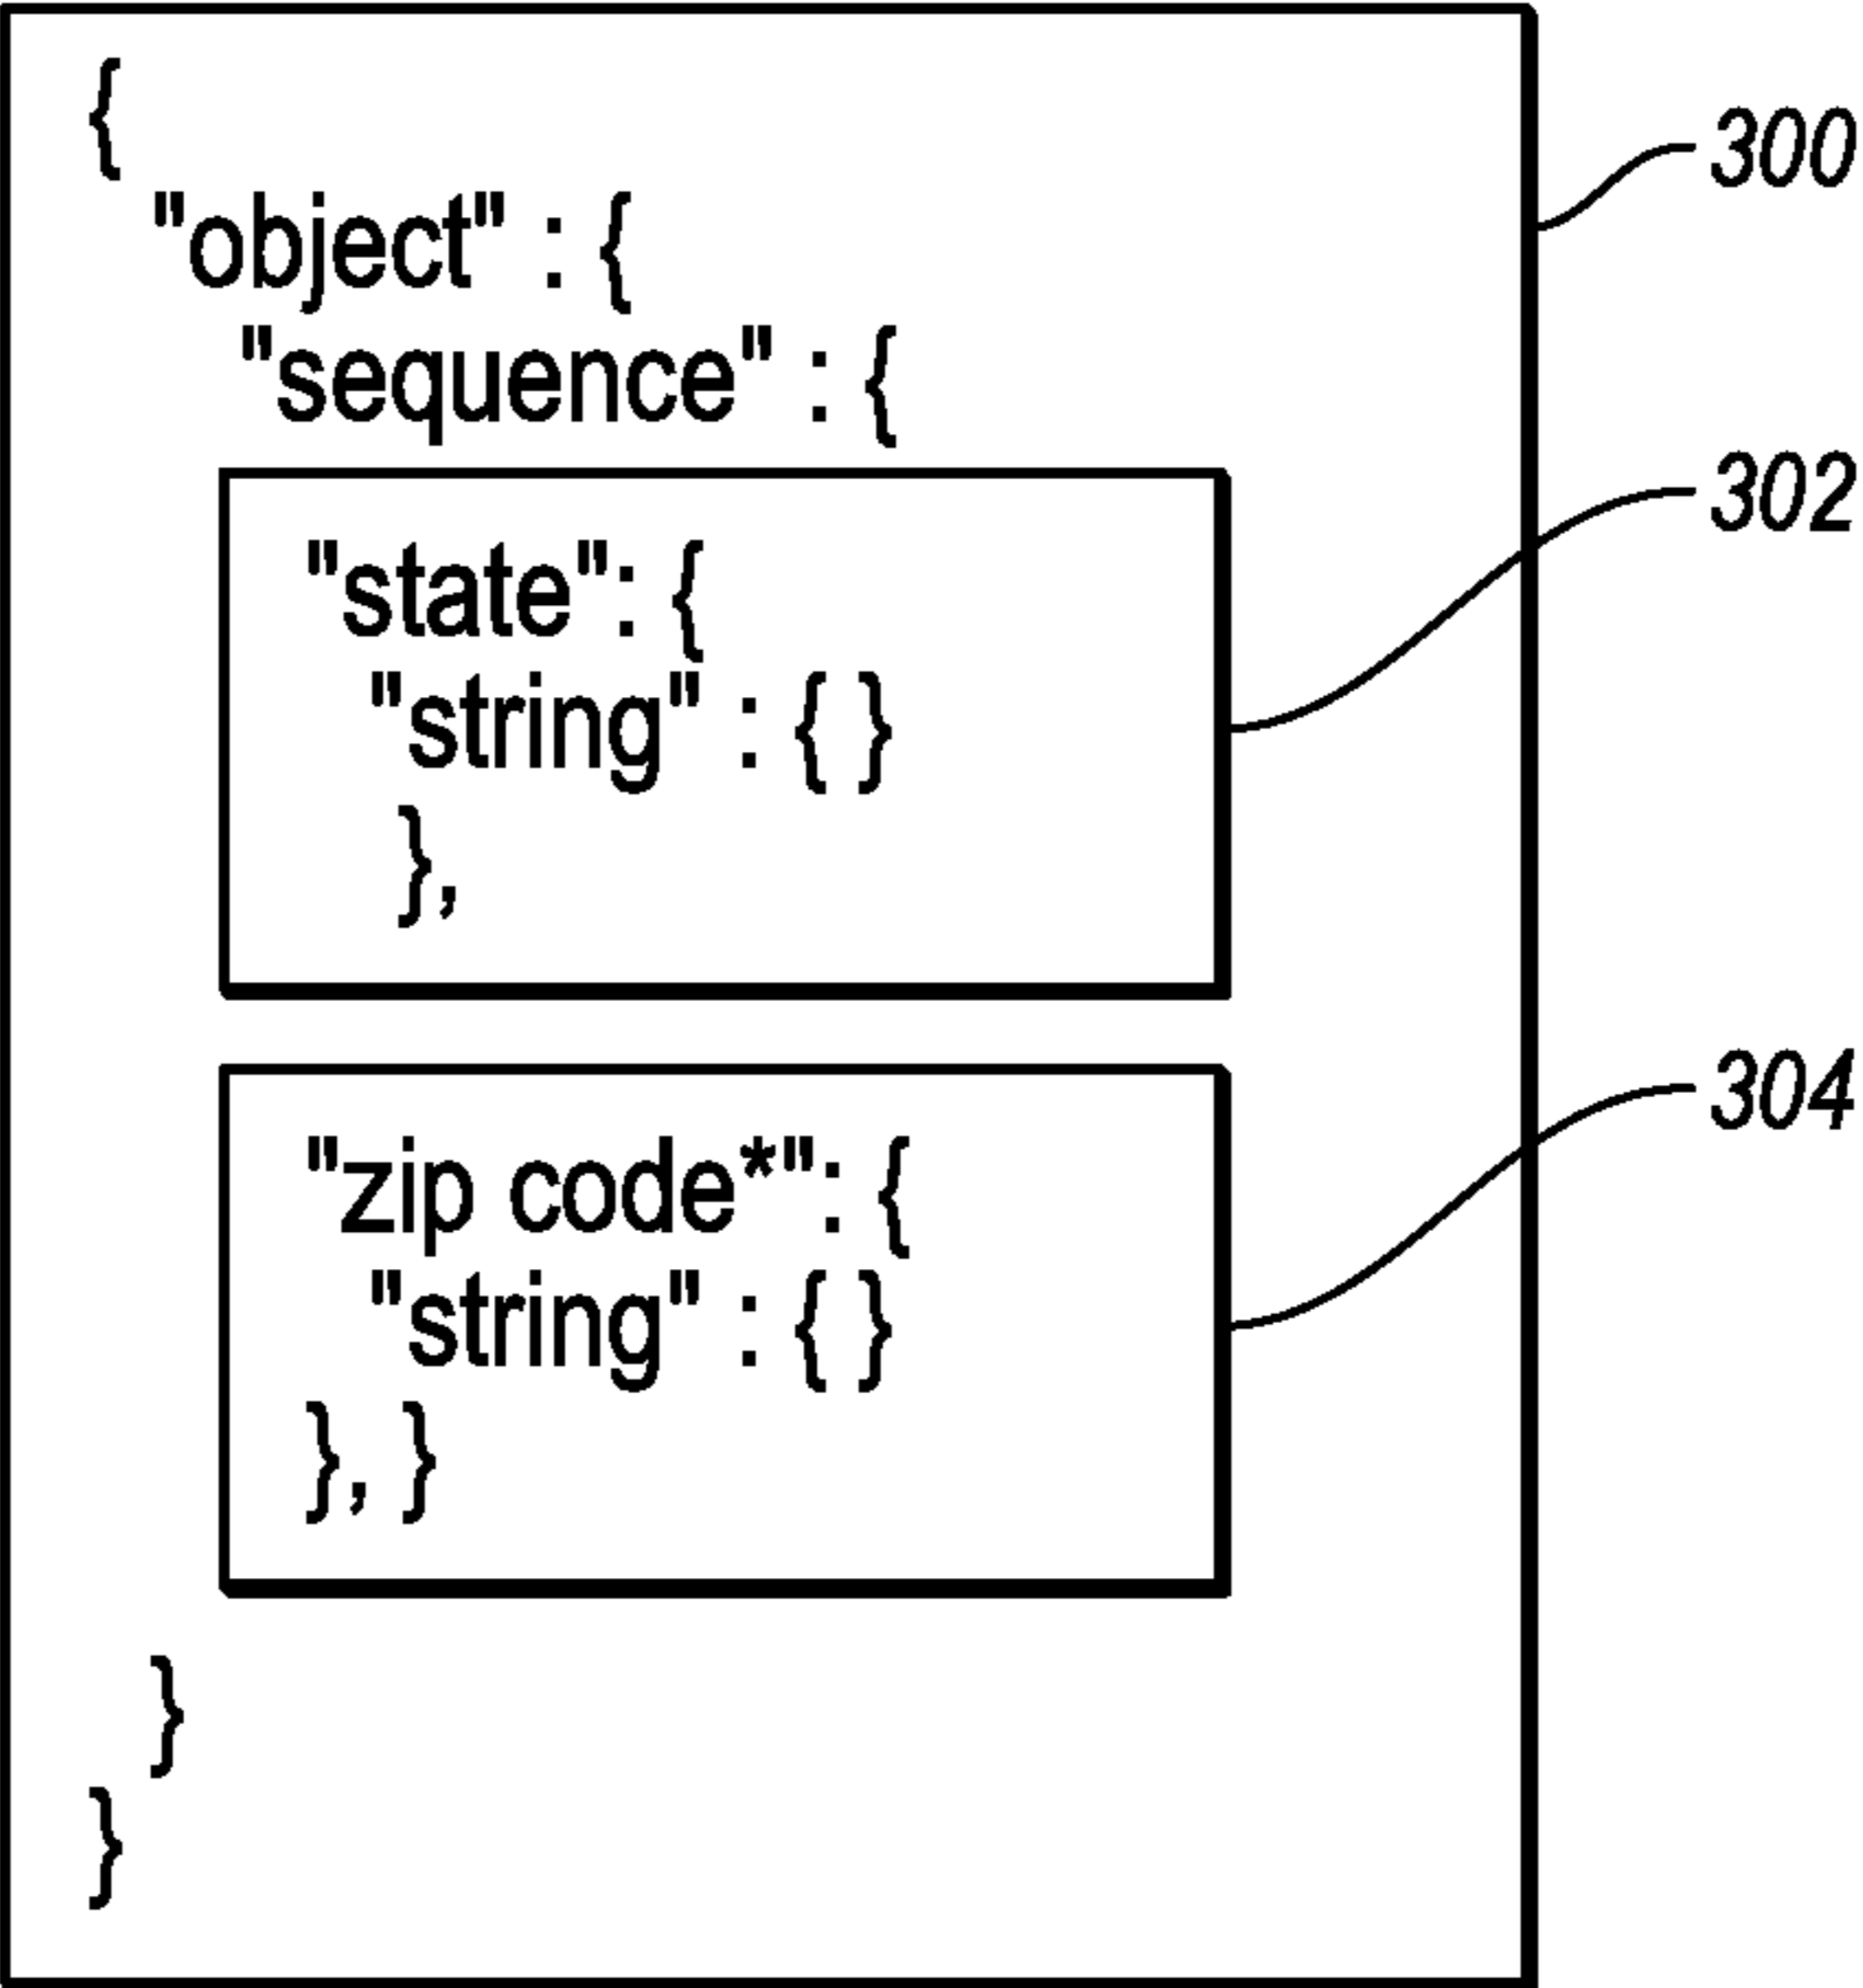 {
"object" : {
300
"sequence" : {
302
"state": {
"string" : { }
},
304
"zip code*": {
"string" : { }
}, }
}
}